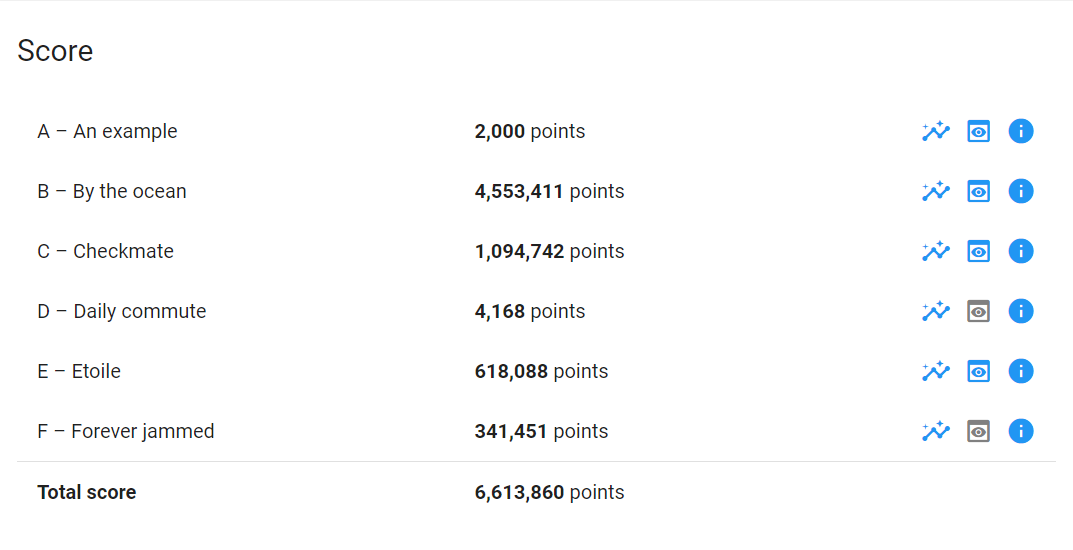 Score
A – An example 2,000 points
B – By the ocean 4,553,411 points
C – Checkmate 1,094,742 points
D – Daily commute 4,168 points
E – Etoile 618,088 points
F – Forever jammed 341,451 points
Total score 6,613,860 points